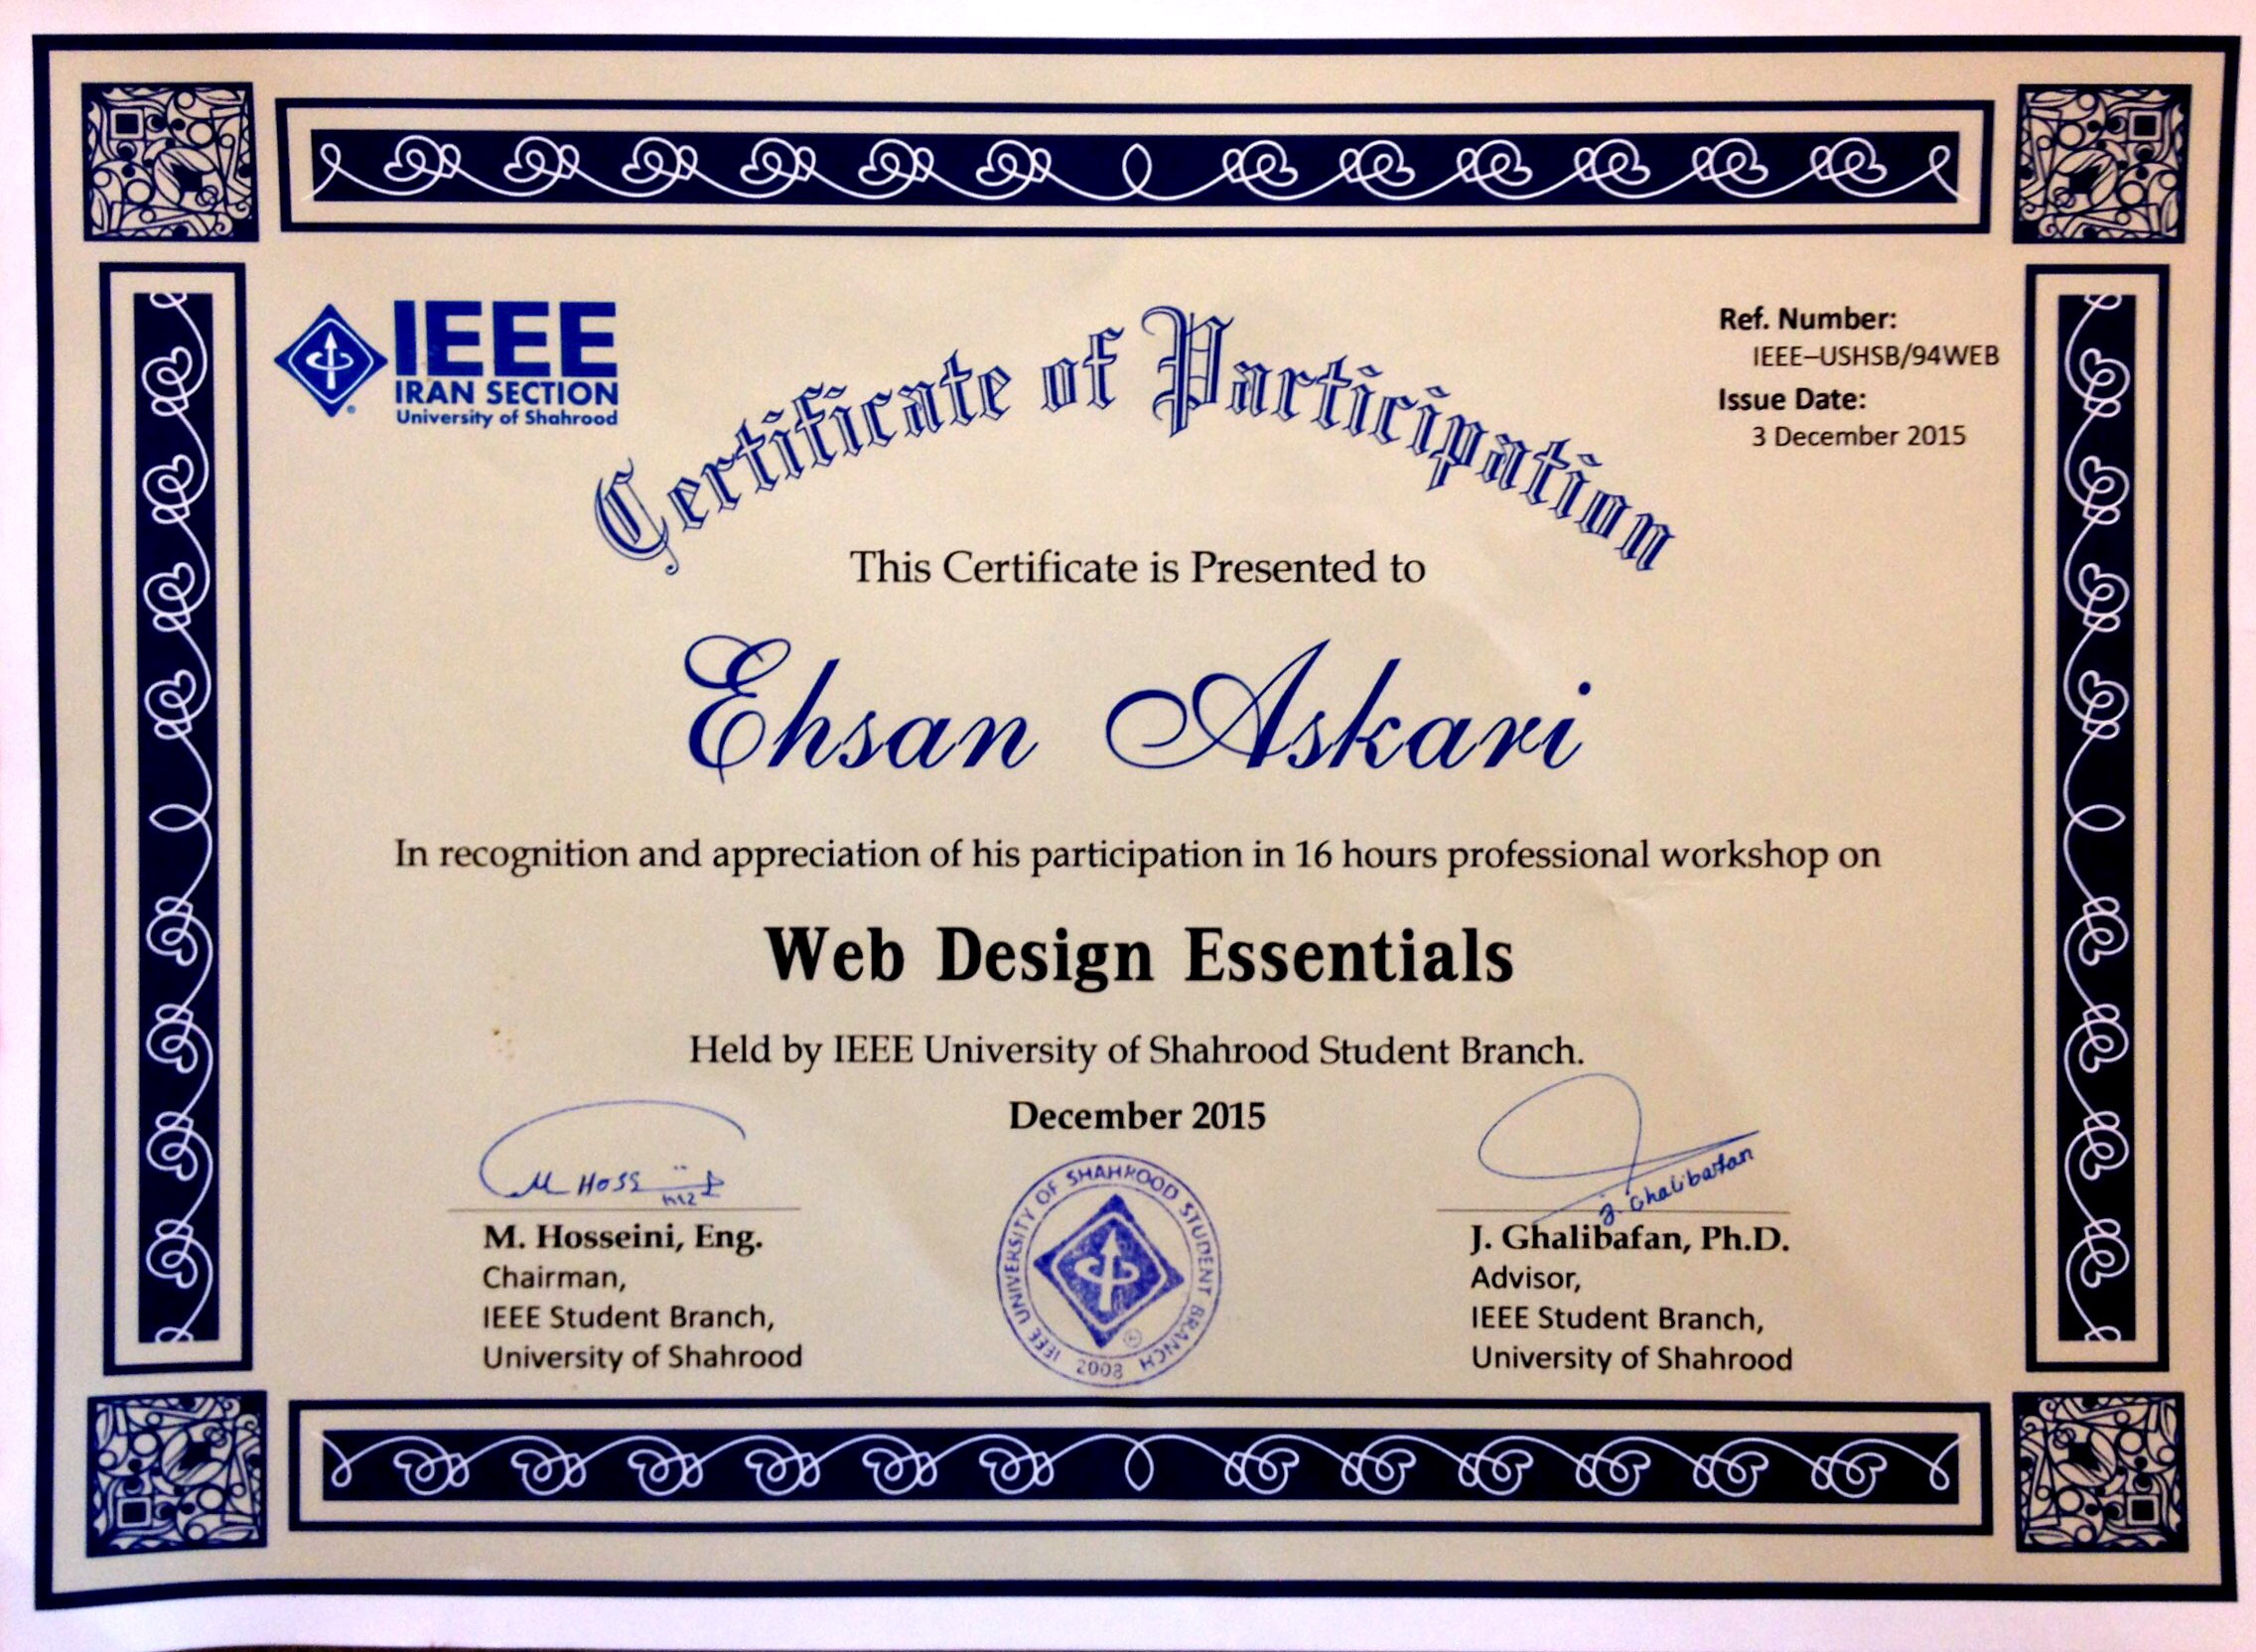 IEEE
IRAN SECTION
University of Shahrood
Certificate of Participation
Ref. Number:
IEEE–USHSB/94WEB
Issue Date:
3 December 2015
This Certificate is Presented to
Ehsan Askari
In recognition and appreciation of his participation in 16 hours professional workshop on
Web Design Essentials
Held by IEEE University of Shahrood Student Branch.
December 2015
M. Hosseini, Eng.
Chairman,
IEEE Student Branch,
University of Shahrood
IEEE UNIVERSITY OF SHAHROOD STUDENT BRANCH
2008
J. Ghalibafan
J. Ghalibafan, Ph.D.
Advisor,
IEEE Student Branch,
University of Shahrood